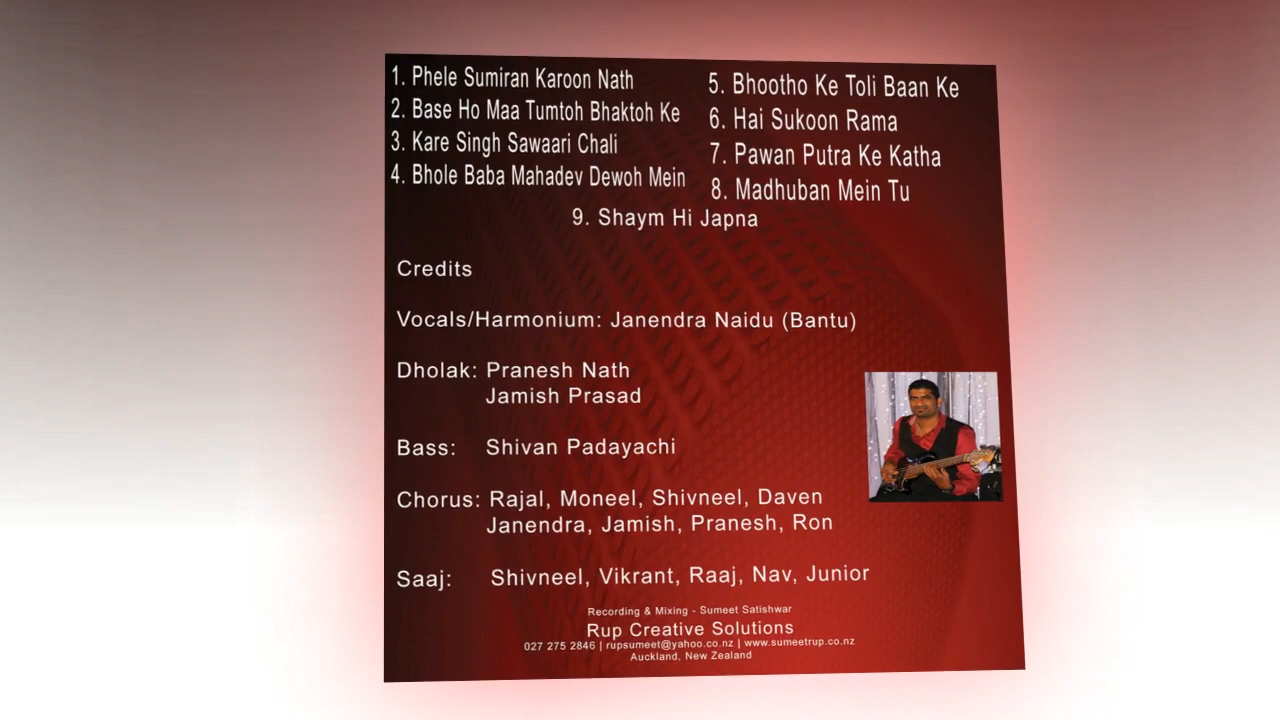 1. Phele Sumiran Karoon Nath
2. Base Ho Maa Tumtoh Bhaktoh Ke
3. Kare Singh Sawaari Chali
4. Bhole Baba Mahadev Dewoh Mein
5. Bhootho Ke Toli Baan Ke
6. Hai Sukoon Rama
7. Pawan Putra Ke Katha
8. Madhuban Mein Tu
9. Shaym Hi Japna
Credits
Vocals/Harmonium: Janendra Naidu (Bantu)
Dholak: Pranesh Nath
Jamish Prasad
Bass: Shivan Padayachi
Chorus: Rajal, Moneel, Shivneel, Daven
Janendra, Jamish, Pranesh, Ron
Saaj: Shivneel, Vikrant, Raaj, Nav, Junior
Recording & Mixing - Sumeet Satishwar
Rup Creative Solutions
027 275 2846 | rupsumeet@yahoo.co.nz | www.sumeetrup.co.nz
Auckland, New Zealand